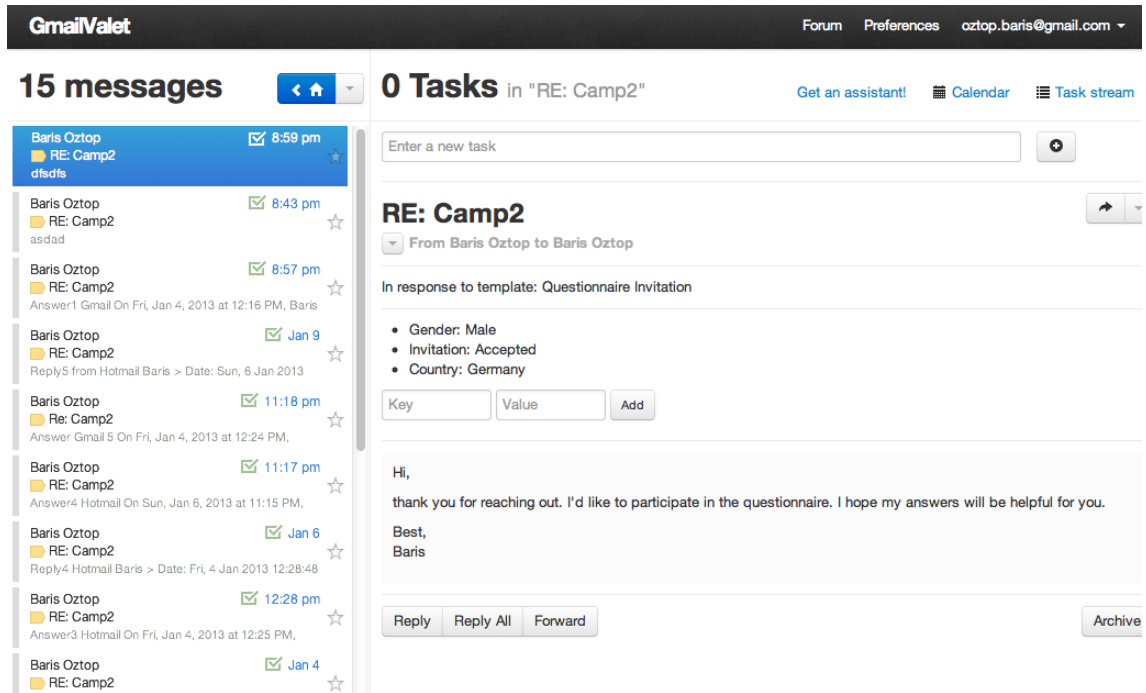 GmailValet
Forum Preferences oztop.baris@gmail.com
15 messages
0 Tasks in "RE: Camp2"
Get an assistant! Calendar Task stream
Baris Oztop 8:59 pm
RE: Camp2
dfsdfs
Baris Oztop 8:43 pm
RE: Camp2
asdad
Baris Oztop 8:57 pm
RE: Camp2
Answer1 Gmail On Fri, Jan 4, 2013 at 12:16 PM, Baris
Baris Oztop Jan 9
RE: Camp2
Reply5 from Hotmail Baris > Date: Sun, 6 Jan 2013
Baris Oztop 11:18 pm
Re: Camp2
Answer Gmail 5 On Fri, Jan 4, 2013 at 12:24 PM,
Baris Oztop 11:17 pm
RE: Camp2
Answer4 Hotmail On Sun, Jan 6, 2013 at 11:15 PM,
Baris Oztop Jan 6
RE: Camp2
Reply4 Hotmail Baris > Date: Fri, 4 Jan 2013 12:28:48
Baris Oztop 12:28 pm
RE: Camp2
Answer3 Hotmail On Fri, Jan 4, 2013 at 12:25 PM,
Baris Oztop Jan 4
RE: Camp2
Enter a new task
RE: Camp2
From Baris Oztop to Baris Oztop
In response to template: Questionnaire Invitation
Gender: Male
Invitation: Accepted
Country: Germany
Key Value Add
Hi,
thank you for reaching out. I'd like to participate in the questionnaire. I hope my answers will be helpful for you.
Best,
Baris
Reply Reply All Forward Archive